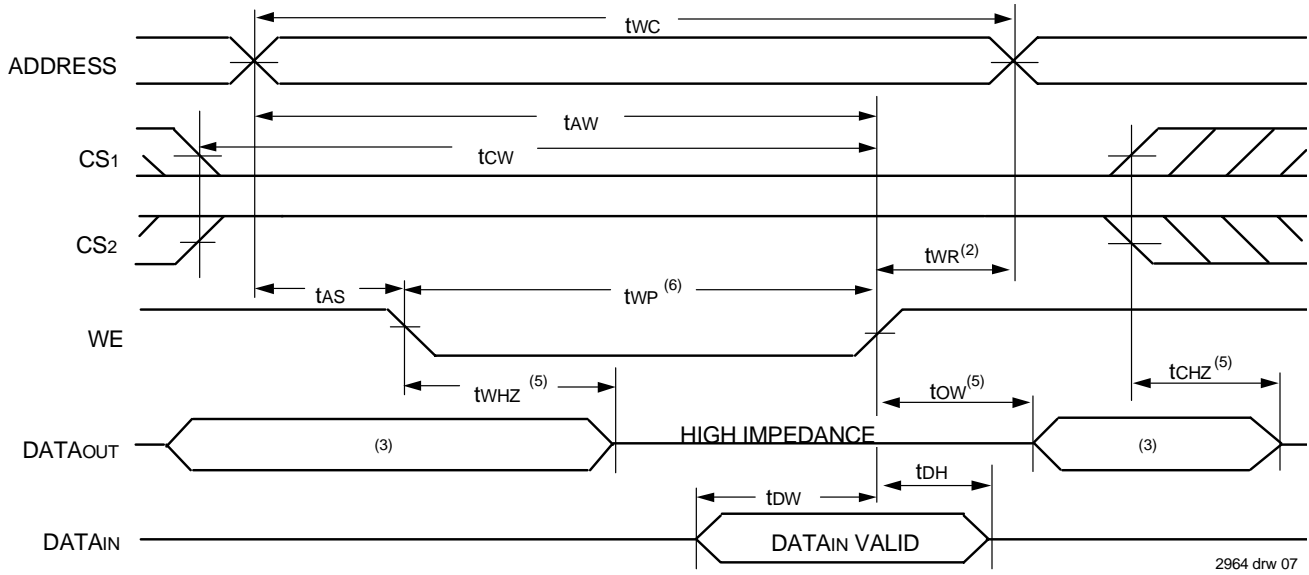 tWC
ADDRESS
tAW
tCW
CS1
CS2
tWR(2)
tAS
tWP (6)
WE
tWHZ (5)
tOW(5)
tCHZ (5)
DATAOUT
(3)
HIGH IMPEDANCE
(3)
tDW
tDH
DATAIN
DATAIN VALID
2964 drw 07